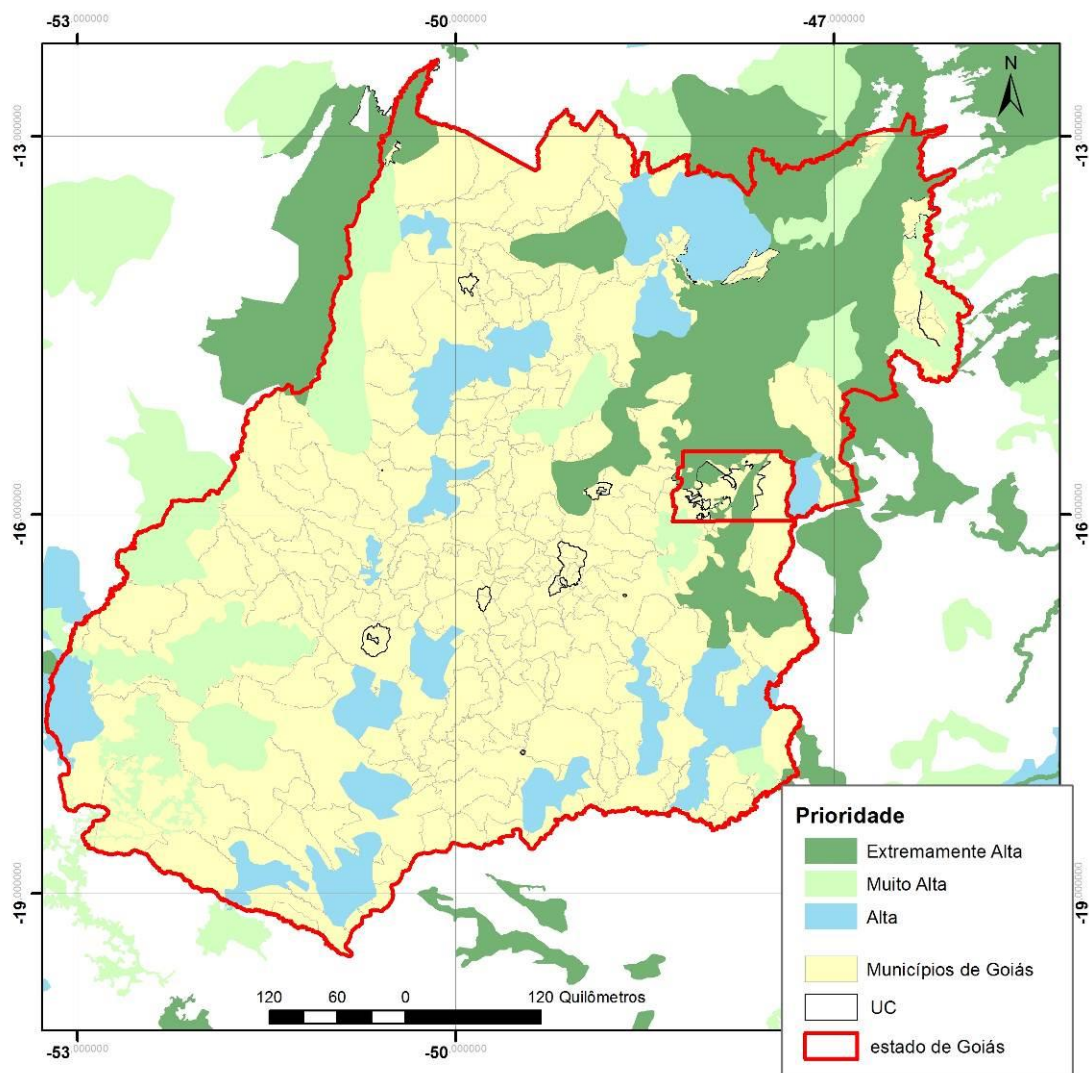 -53,000000 -50,000000 -47,000000
N
-13,000000 -13,000000
-16,000000 -16,000000
-19,000000 -19,000000
Prioridade
Extremamente Alta
Muito Alta
Alta
Municípios de Goiás
UC
estado de Goiás
120 60 0 120 Quilômetros
-53,000000 -50,000000